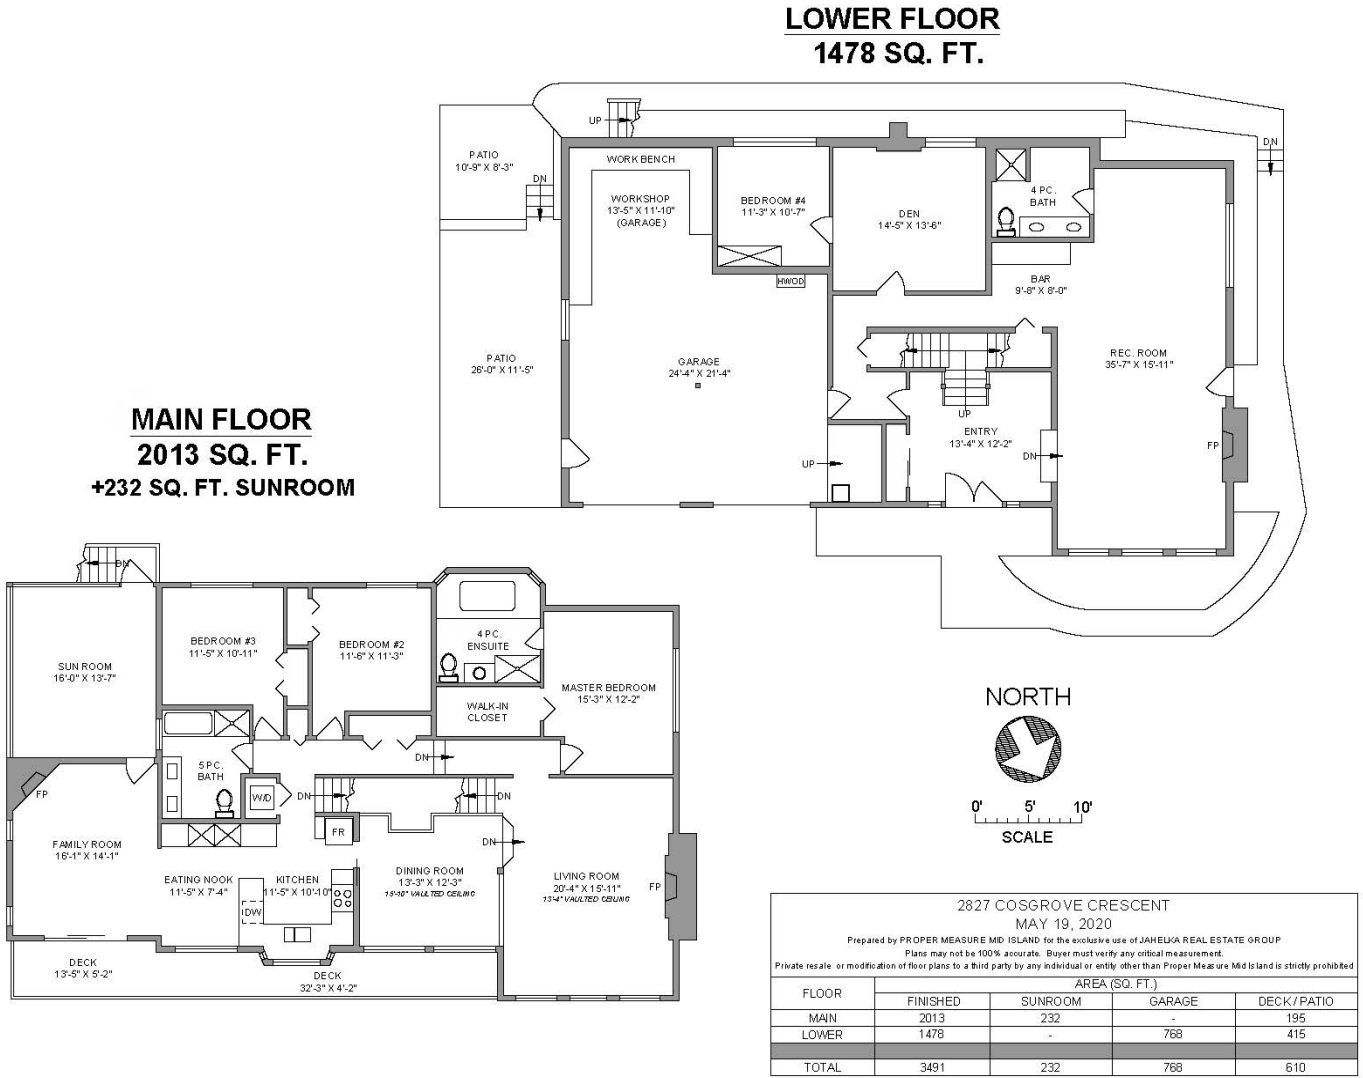 LOWER FLOOR
1478 SQ. FT.
UP
DN
PATIO
10'-9" X 8'-3"
DN
WORK BENCH
WORKSHOP
13'-5" X 11'-10"
(GARAGE)
BEDROOM #4
11'-3" X 10'-7"
DEN
14'-5" X 13'-6"
4 PC.
BATH
HWOD
BAR
9'-8" X 8'-0"
PATIO
26'-0" X 11'-5"
GARAGE
24'-4" X 21'-4"
REC. ROOM
35'-7" X 15'-11"
UP
ENTRY
13'-4" X 12'-2"
DN
UP
FP
MAIN FLOOR
2013 SQ. FT.
+232 SQ. FT. SUNROOM
DN
SUN ROOM
16'-0" X 13'-7"
BEDROOM #3
11'-5" X 10'-11"
BEDROOM #2
11'-6" X 11'-3"
4 PC.
ENSUITE
MASTER BEDROOM
15'-3" X 12'-2"
WALK-IN
CLOSET
DN
5 PC.
BATH
W/D
DN
DN
FP
FR
DN
FAMILY ROOM
16'-1" X 14'-1"
EATING NOOK
11'-5" X 7'-4"
KITCHEN
11'-5" X 10'-10"
DW
DINING ROOM
13'-3" X 12'-3"
15'-10" VAULTED CEILING
LIVING ROOM
20'-4" X 15'-11"
13'-4" VAULTED CEILING
FP
DECK
13'-5" X 5'-2"
DECK
32'-3" X 4'-2"
NORTH
0' 5' 10'
SCALE
2827 COSGROVE CRESCENT
MAY 19, 2020
Prepared by PROPER MEASURE MID ISLAND for the exclusive use of JAHELKA REAL ESTATE GROUP
Plans may not be 100% accurate. Buyer must verify any critical measurement.
Private resale or modification of floor plans to a third party by any individual or entity other than Proper Measure Mid Island is strictly prohibited
FLOOR AREA (SQ. FT.)
FINISHED SUNROOM GARAGE DECK / PATIO
MAIN 2013 232 - 195
LOWER 1478 - 768 415
TOTAL 3491 232 768 610